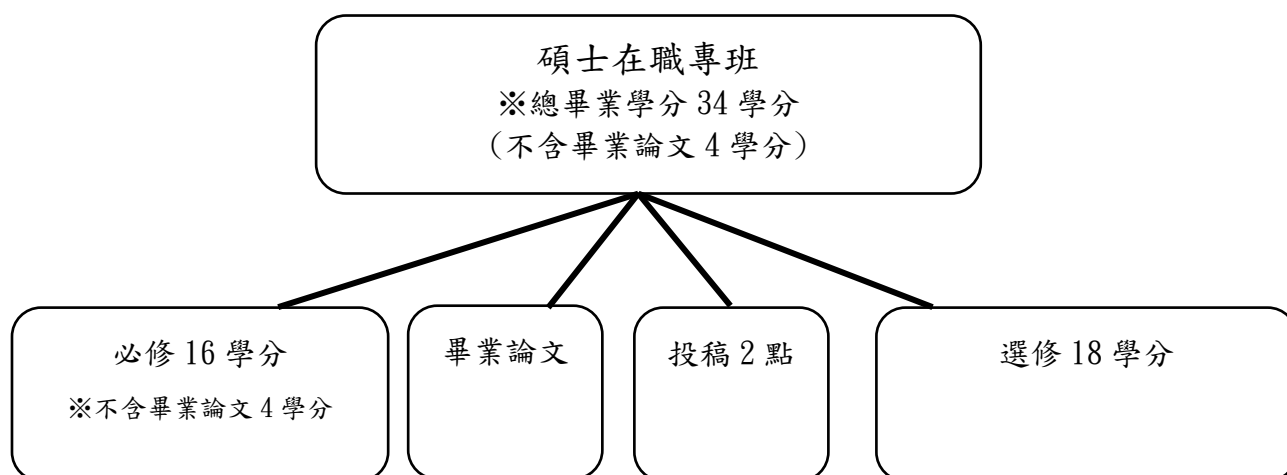 碩士在職專班
※總畢業學分 34 學分
(不含畢業論文 4 學分)
必修 16 學分
※不含畢業論文 4 學分
畢業論文
投稿 2 點
選修 18 學分